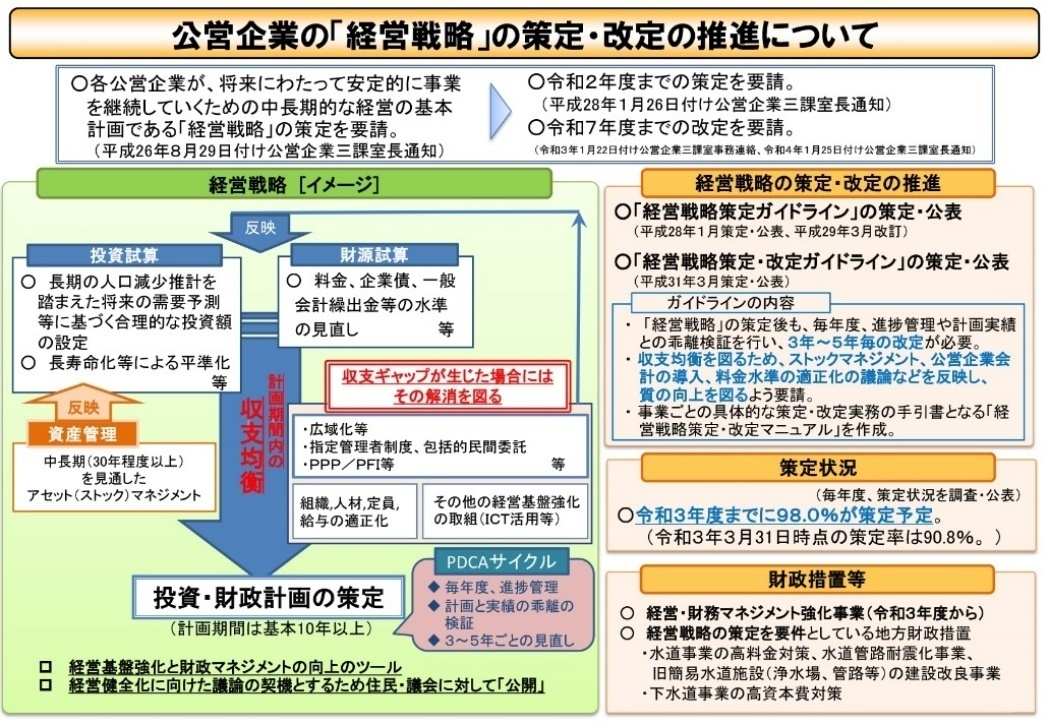 公営企業の「経営戦略」の策定・改定の推進について
○各公営企業が、将来にわたって安定的に事業
を継続していくための中長期的な経営の基本
計画である「経営戦略」の策定を要請。
（平成26年8月29日付け公営企業三課室長通知）
○令和2年度までの策定を要請。
（平成28年1月26日付け公営企業三課室長通知）
○令和7年度までの改定を要請。
（令和3年1月22日付け公営企業三課室事務連絡、令和4年1月25日付け公営企業三課室長通知）
経営戦略 [イメージ]
反映
投資試算
○ 長期の人口減少推計を
踏まえた将来の需要予測
等に基づく合理的な投資額
の設定
○ 長寿命化等による平準化
等
財源試算
○ 料金、企業債、一般
会計繰出金等の水準
の見直し 等
反映
資産管理
中長期（30年程度以上）
を見通した
アセット（ストック）マネジメント
計画期間内の
収支均衡
収支ギャップが生じた場合には
その解消を図る
・広域化等
・指定管理者制度、包括的民間委託
・PPP／PFI等 等
組織,人材,定員,
給与の適正化
その他の経営基盤強化
の取組（ICT活用等）
投資・財政計画の策定
（計画期間は基本10年以上）
PDCAサイクル
◆ 毎年度、進捗管理
◆ 計画と実績の乖離の
検証
◆ 3～5年ごとの見直し
□ 経営基盤強化と財政マネジメントの向上のツール
□ 経営健全化に向けた議論の契機とするため住民・議会に対して「公開」
経営戦略の策定・改定の推進
○「経営戦略策定ガイドライン」の策定・公表
（平成28年1月策定・公表、平成29年3月改訂）
○「経営戦略策定・改定ガイドライン」の策定・公表
（平成31年3月策定・公表）
ガイドラインの内容
・ 「経営戦略」の策定後も、毎年度、進捗管理や計画実績
との乖離検証を行い、3年～5年毎の改定が必要。
・ 収支均衡を図るため、ストックマネジメント、公営企業会
計の導入、料金水準の適正化の議論などを反映し、
質の向上を図るよう要請。
・ 事業ごとの具体的な策定・改定実務の手引書となる「経
営戦略策定・改定マニュアル」を作成。
策定状況
（毎年度、策定状況を調査・公表）
○令和3年度までに98.0%が策定予定。
（令和3年3月31日時点の策定率は90.8%。）
財政措置等
○ 経営・財務マネジメント強化事業（令和3年度から）
○ 経営戦略の策定を要件としている地方財政措置
・水道事業の高料金対策、水道管路耐震化事業、
旧簡易水道施設（浄水場、管路等）の建設改良事業
・下水道事業の高資本費対策